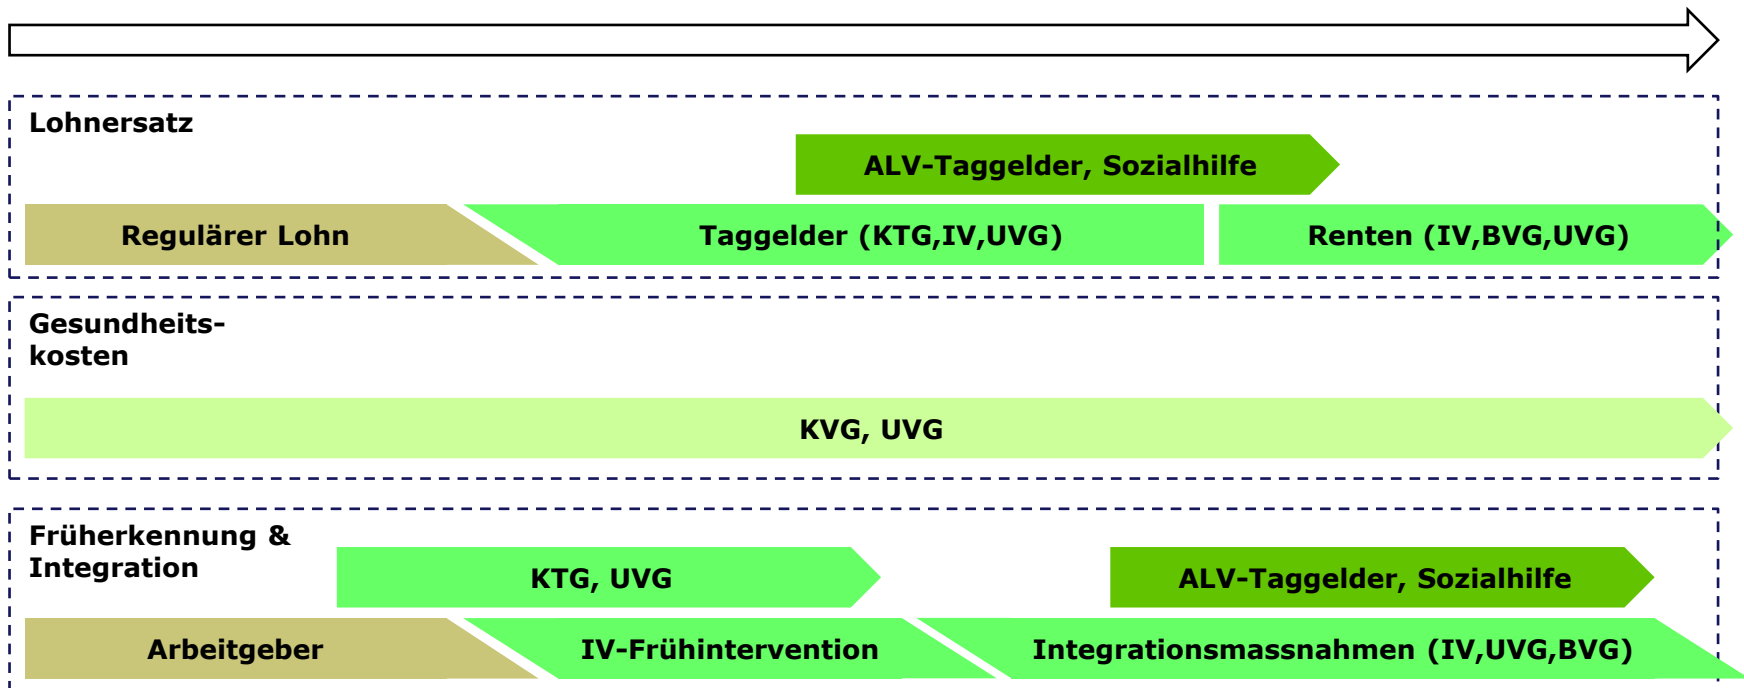 Lohnersatz
ALV-Taggelder, Sozialhilfe
Regulärer Lohn
Taggelder (KTG,IV,UVG)
Renten (IV,BVG,UVG)
Gesundheits-
kosten
KVG, UVG
Früherkennung &
Integration
KTG, UVG
ALV-Taggelder, Sozialhilfe
Arbeitgeber
IV-Frühintervention
Integrationsmassnahmen (IV,UVG,BVG)